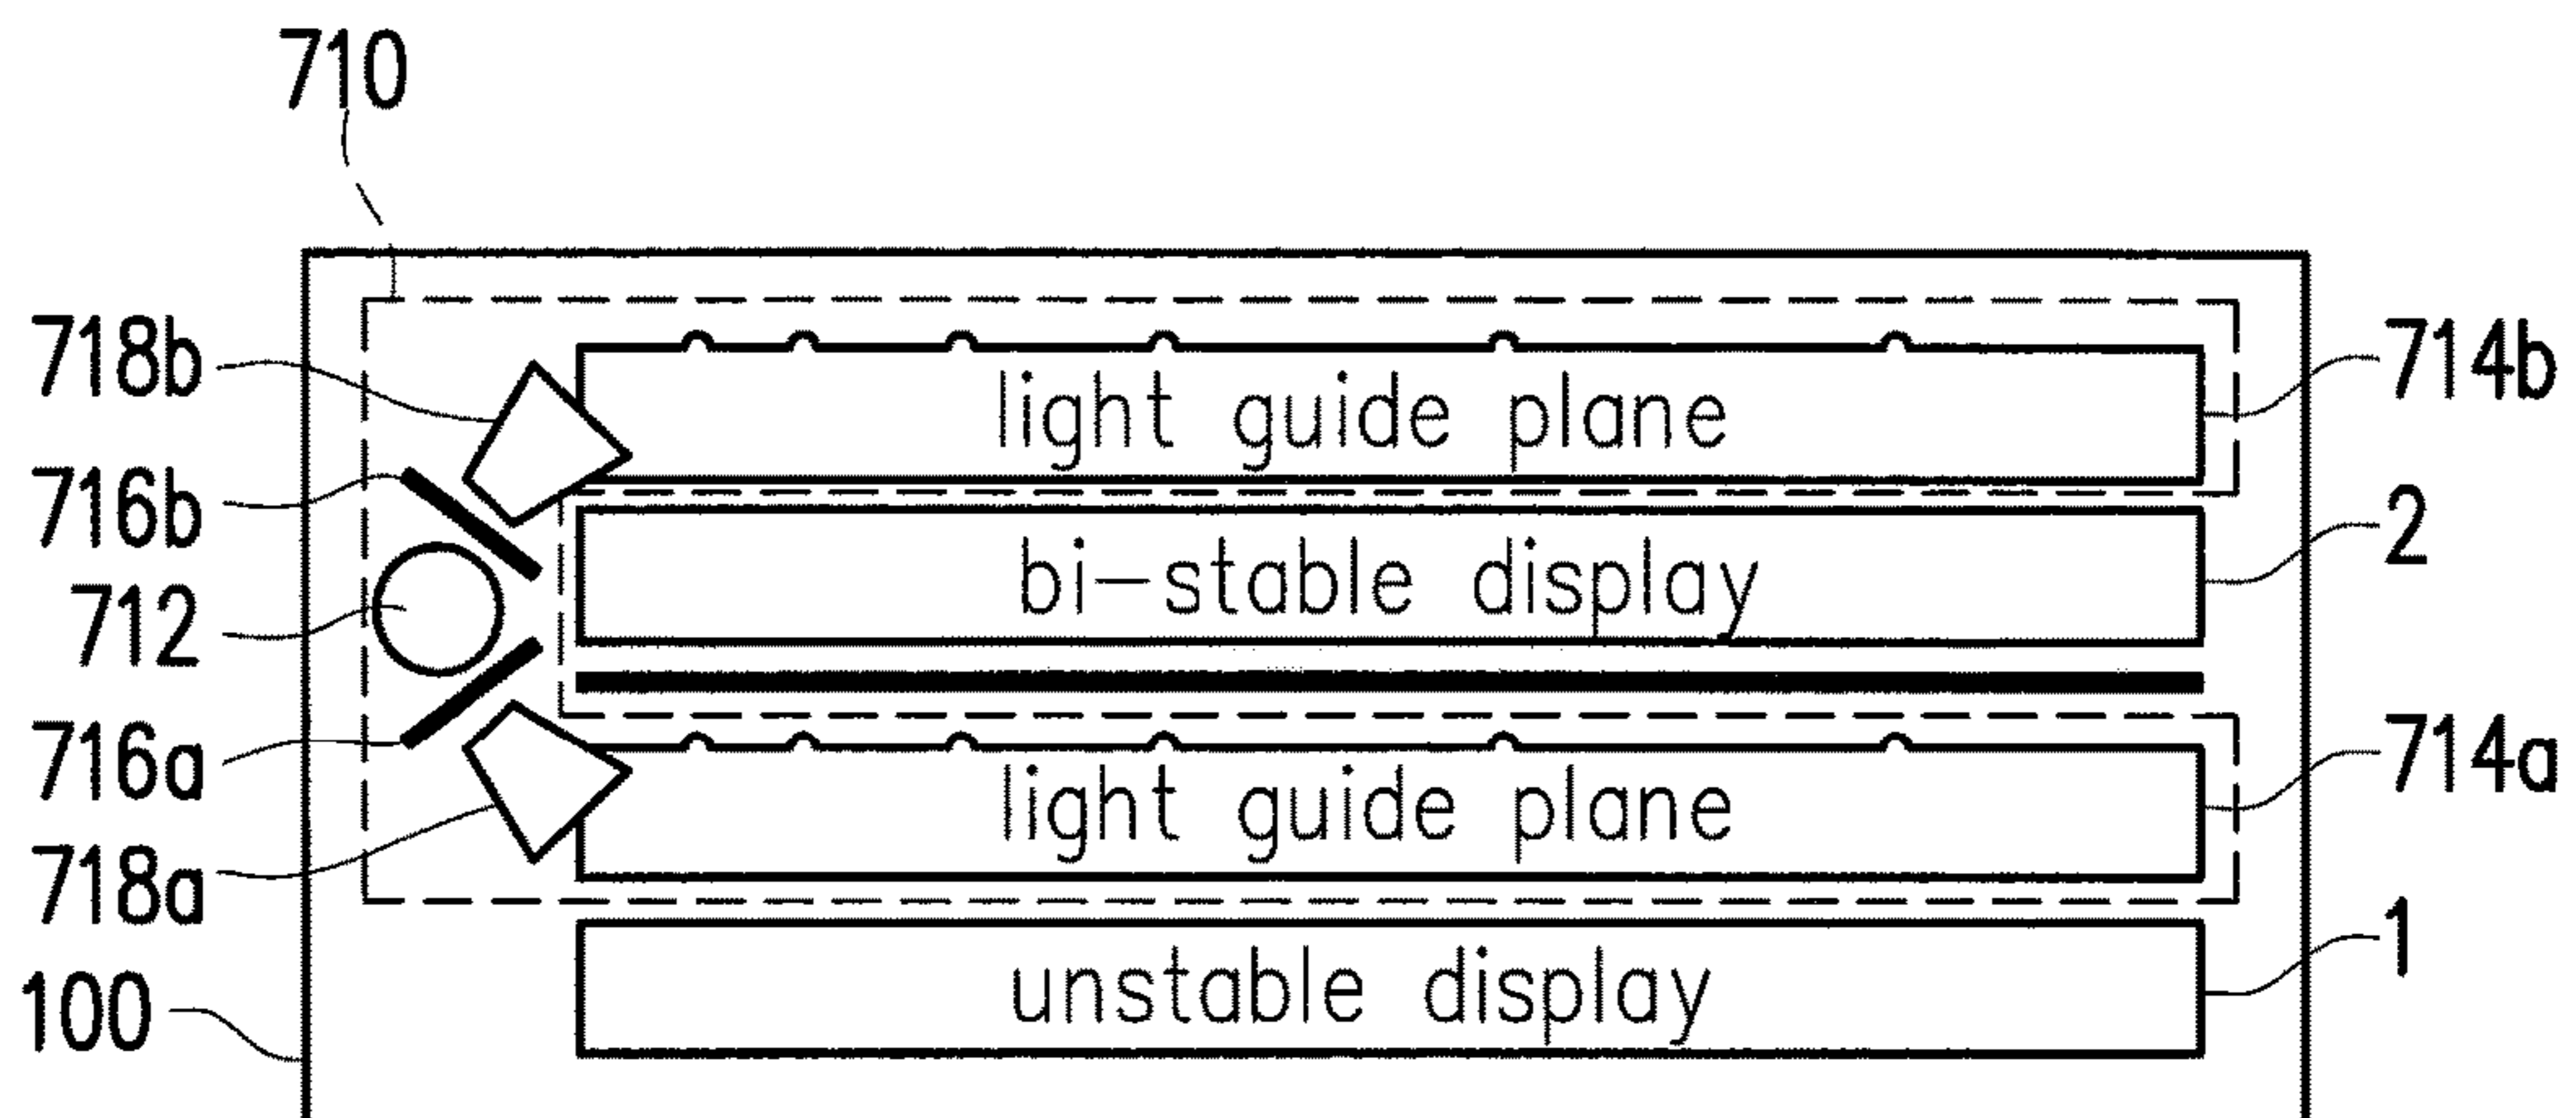 710
718b
light guide plane
714b
716b
2
bi-stable display
712
716a
light guide plane
714a
718a
1
unstable display
100